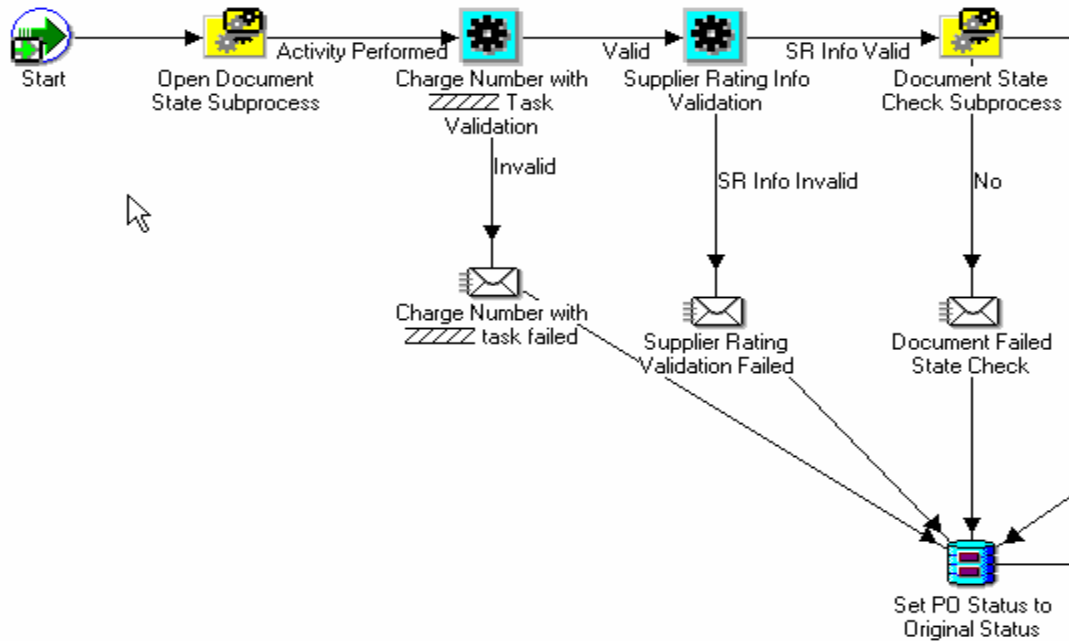 Start
Open Document
State Subprocess
Activity Performed
Charge Number with
Task
Validation
Valid
Supplier Rating Info
Validation
SR Info Valid
Document State
Check Subprocess
Invalid
SR Info Invalid
No
Charge Number with
task failed
Supplier Rating
Validation Failed
Document Failed
State Check
Set PO Status to
Original Status